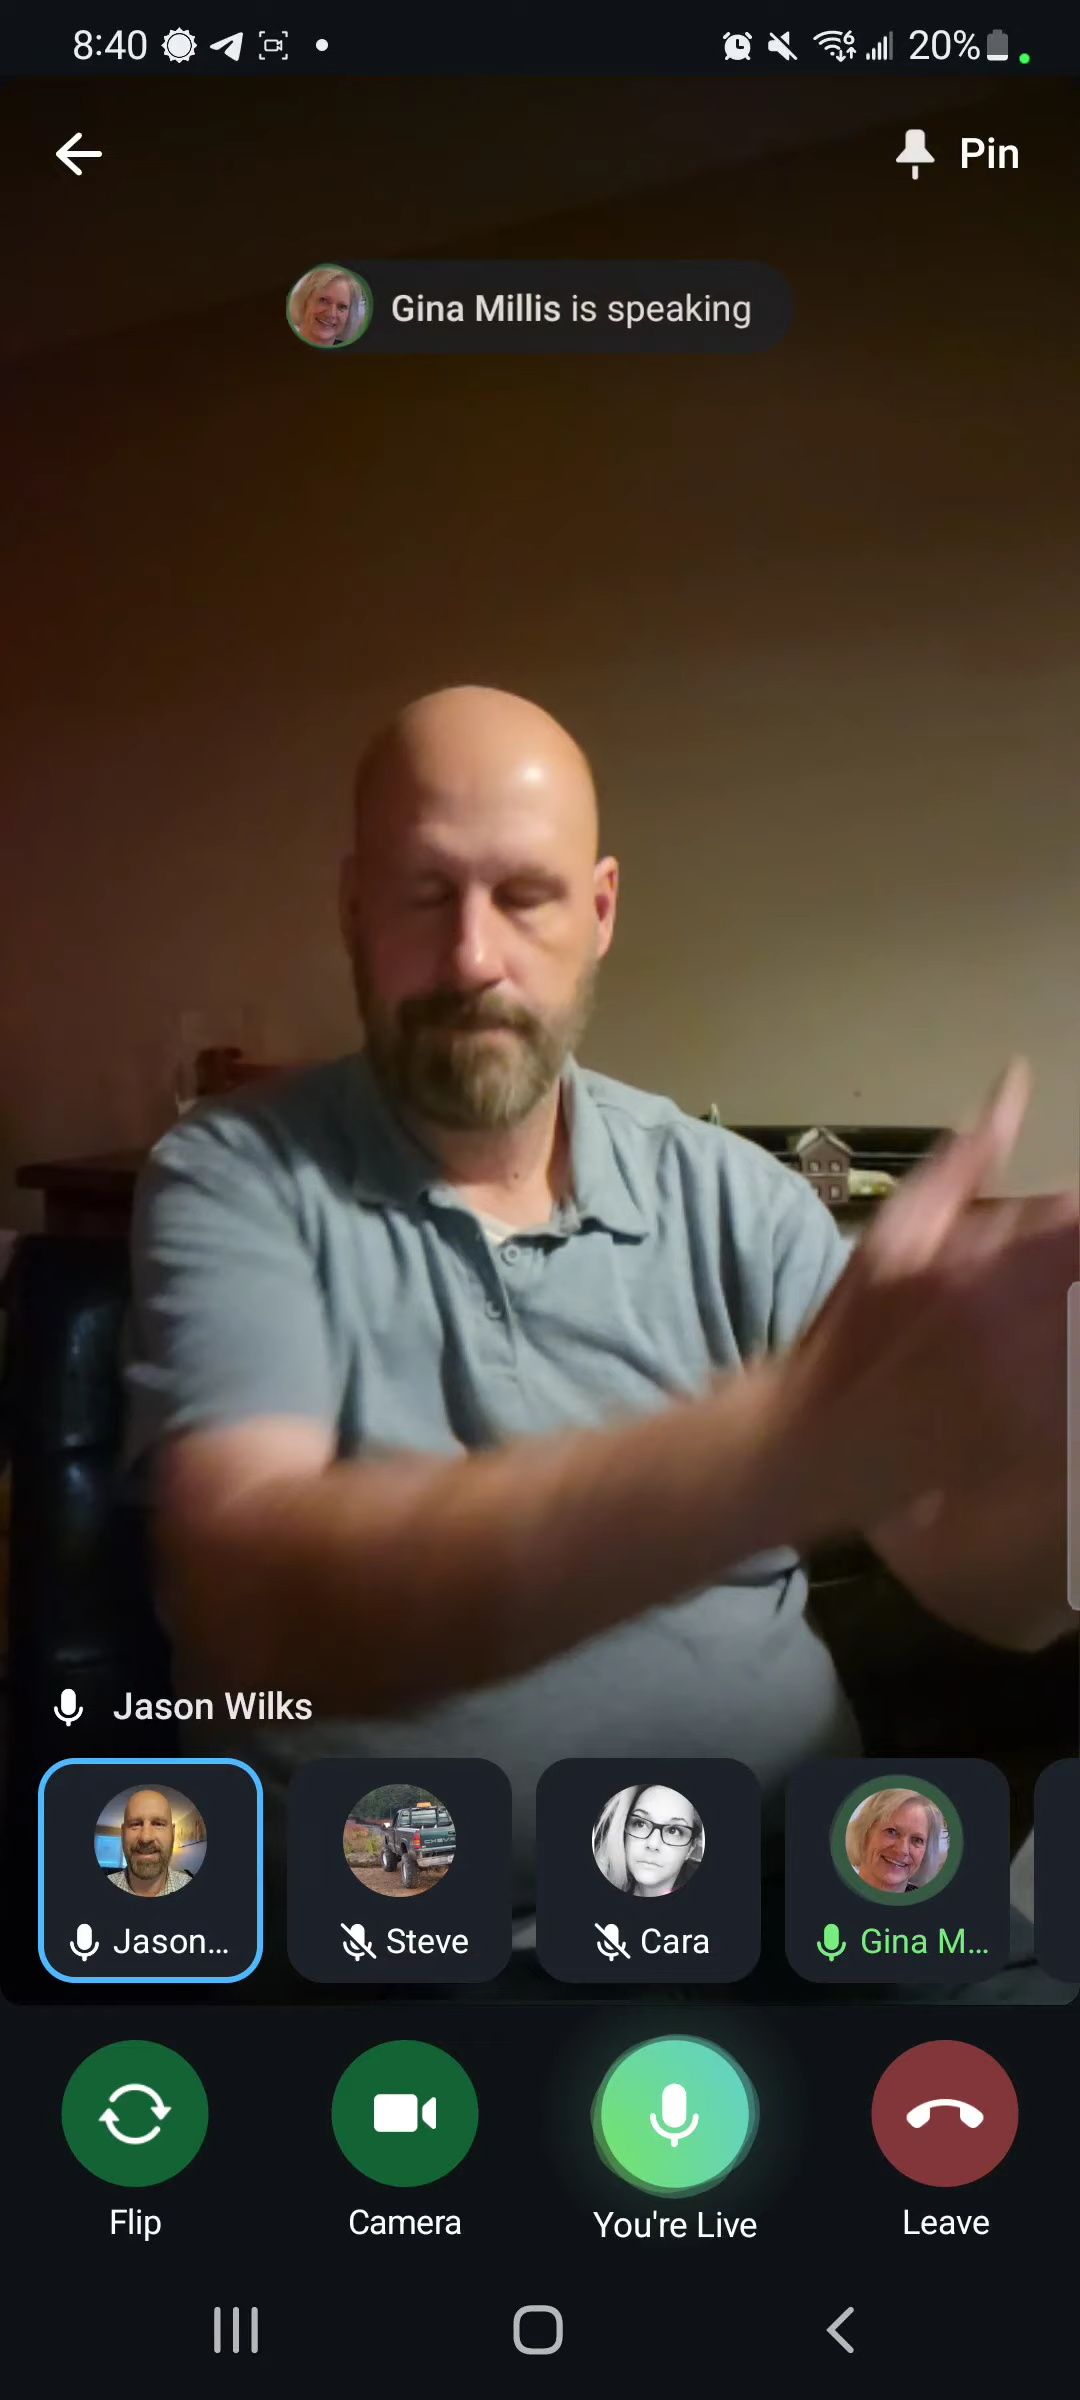 8:40
6
20%
Pin
Gina Millis is speaking
Jason Wilks
Jason...
Steve
Cara
Gina M...
Flip
Camera
You're Live
Leave